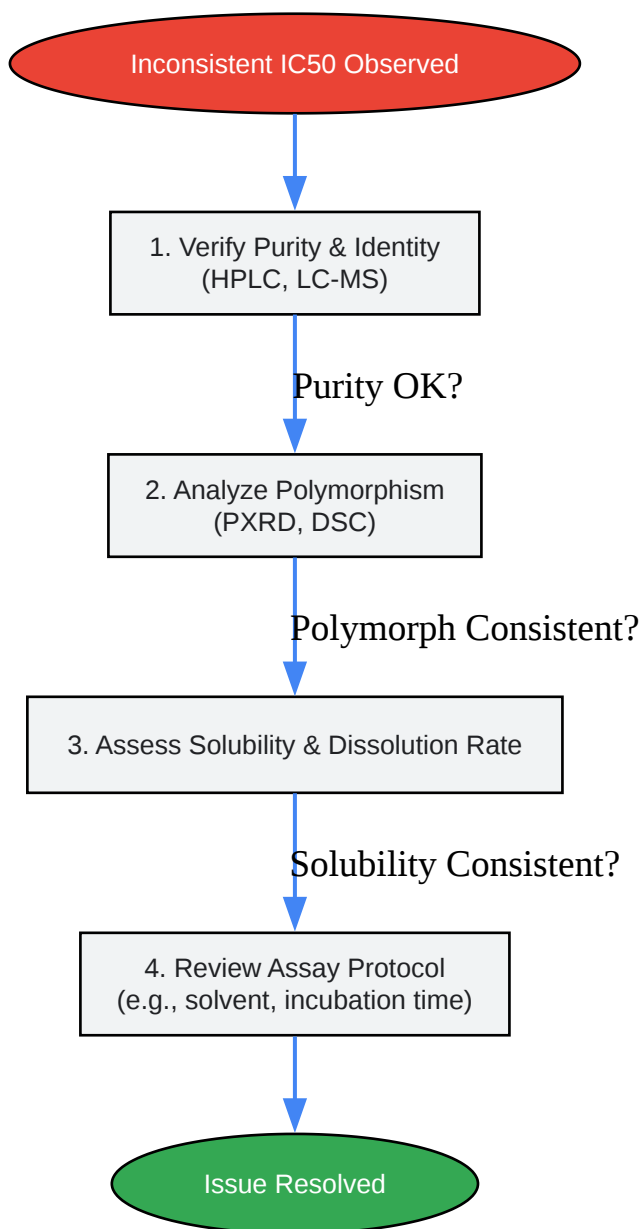 Inconsistent IC50 Observed
1. Verify Purity & Identity
(HPLC, LC-MS)
Purity OK?
2. Analyze Polymorphism
(PXRD, DSC)
Polymorph Consistent?
3. Assess Solubility & Dissolution Rate
Solubility Consistent?
4. Review Assay Protocol
(e.g., solvent, incubation time)
Issue Resolved